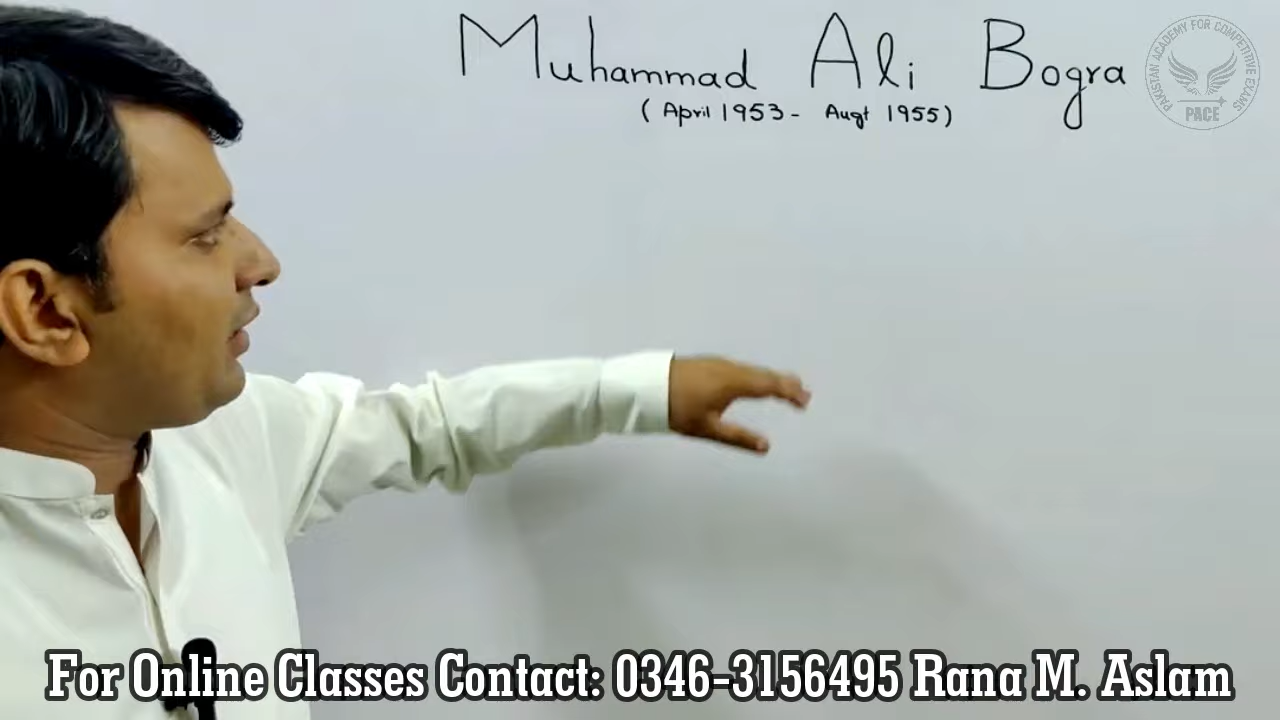 Muhammad Ali Bogra
(April 1953 - Augt 1955)
PAKISTAN ACADEMY FOR COMPETITIVE EXAMS
PACE
For Online Classes Contact: 0346-3156495 Rana M. Aslam